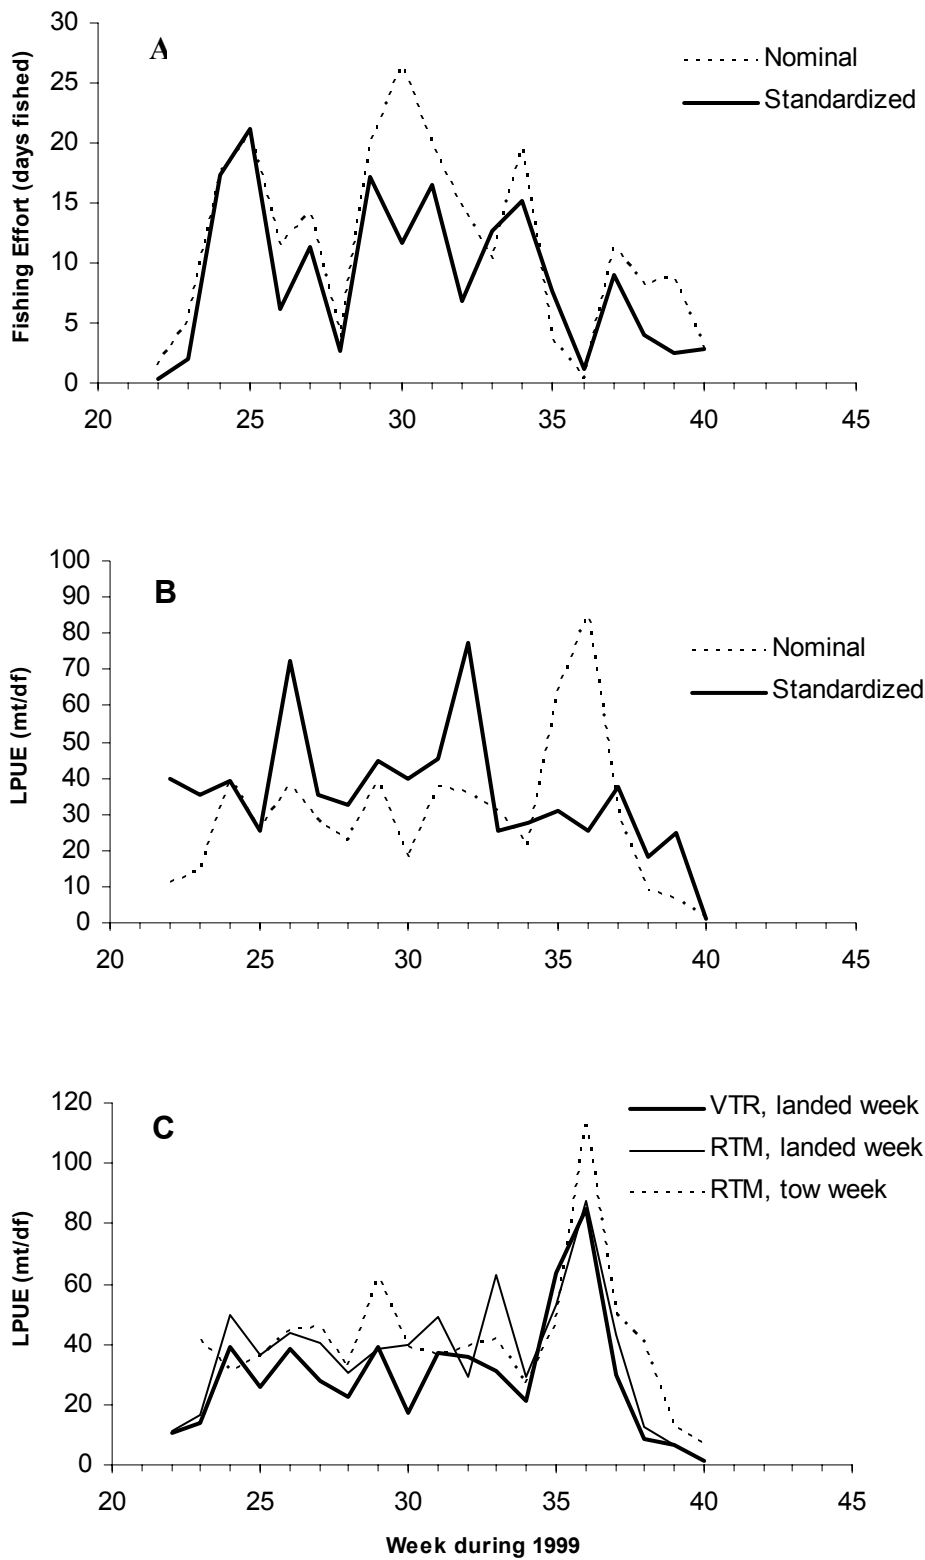 30
25
20
15
10
5
0
Fishing Effort (days fished)
A
Nominal
Standardized
20 25 30 35 40 45
100
90
80
70
60
50
40
30
20
10
0
LPUE (mt/df)
B
Nominal
Standardized
20 25 30 35 40 45
120
100
80
60
40
20
0
LPUE (mt/df)
C
VTR, landed week
RTM, landed week
RTM, tow week
20 25 30 35 40 45
Week during 1999